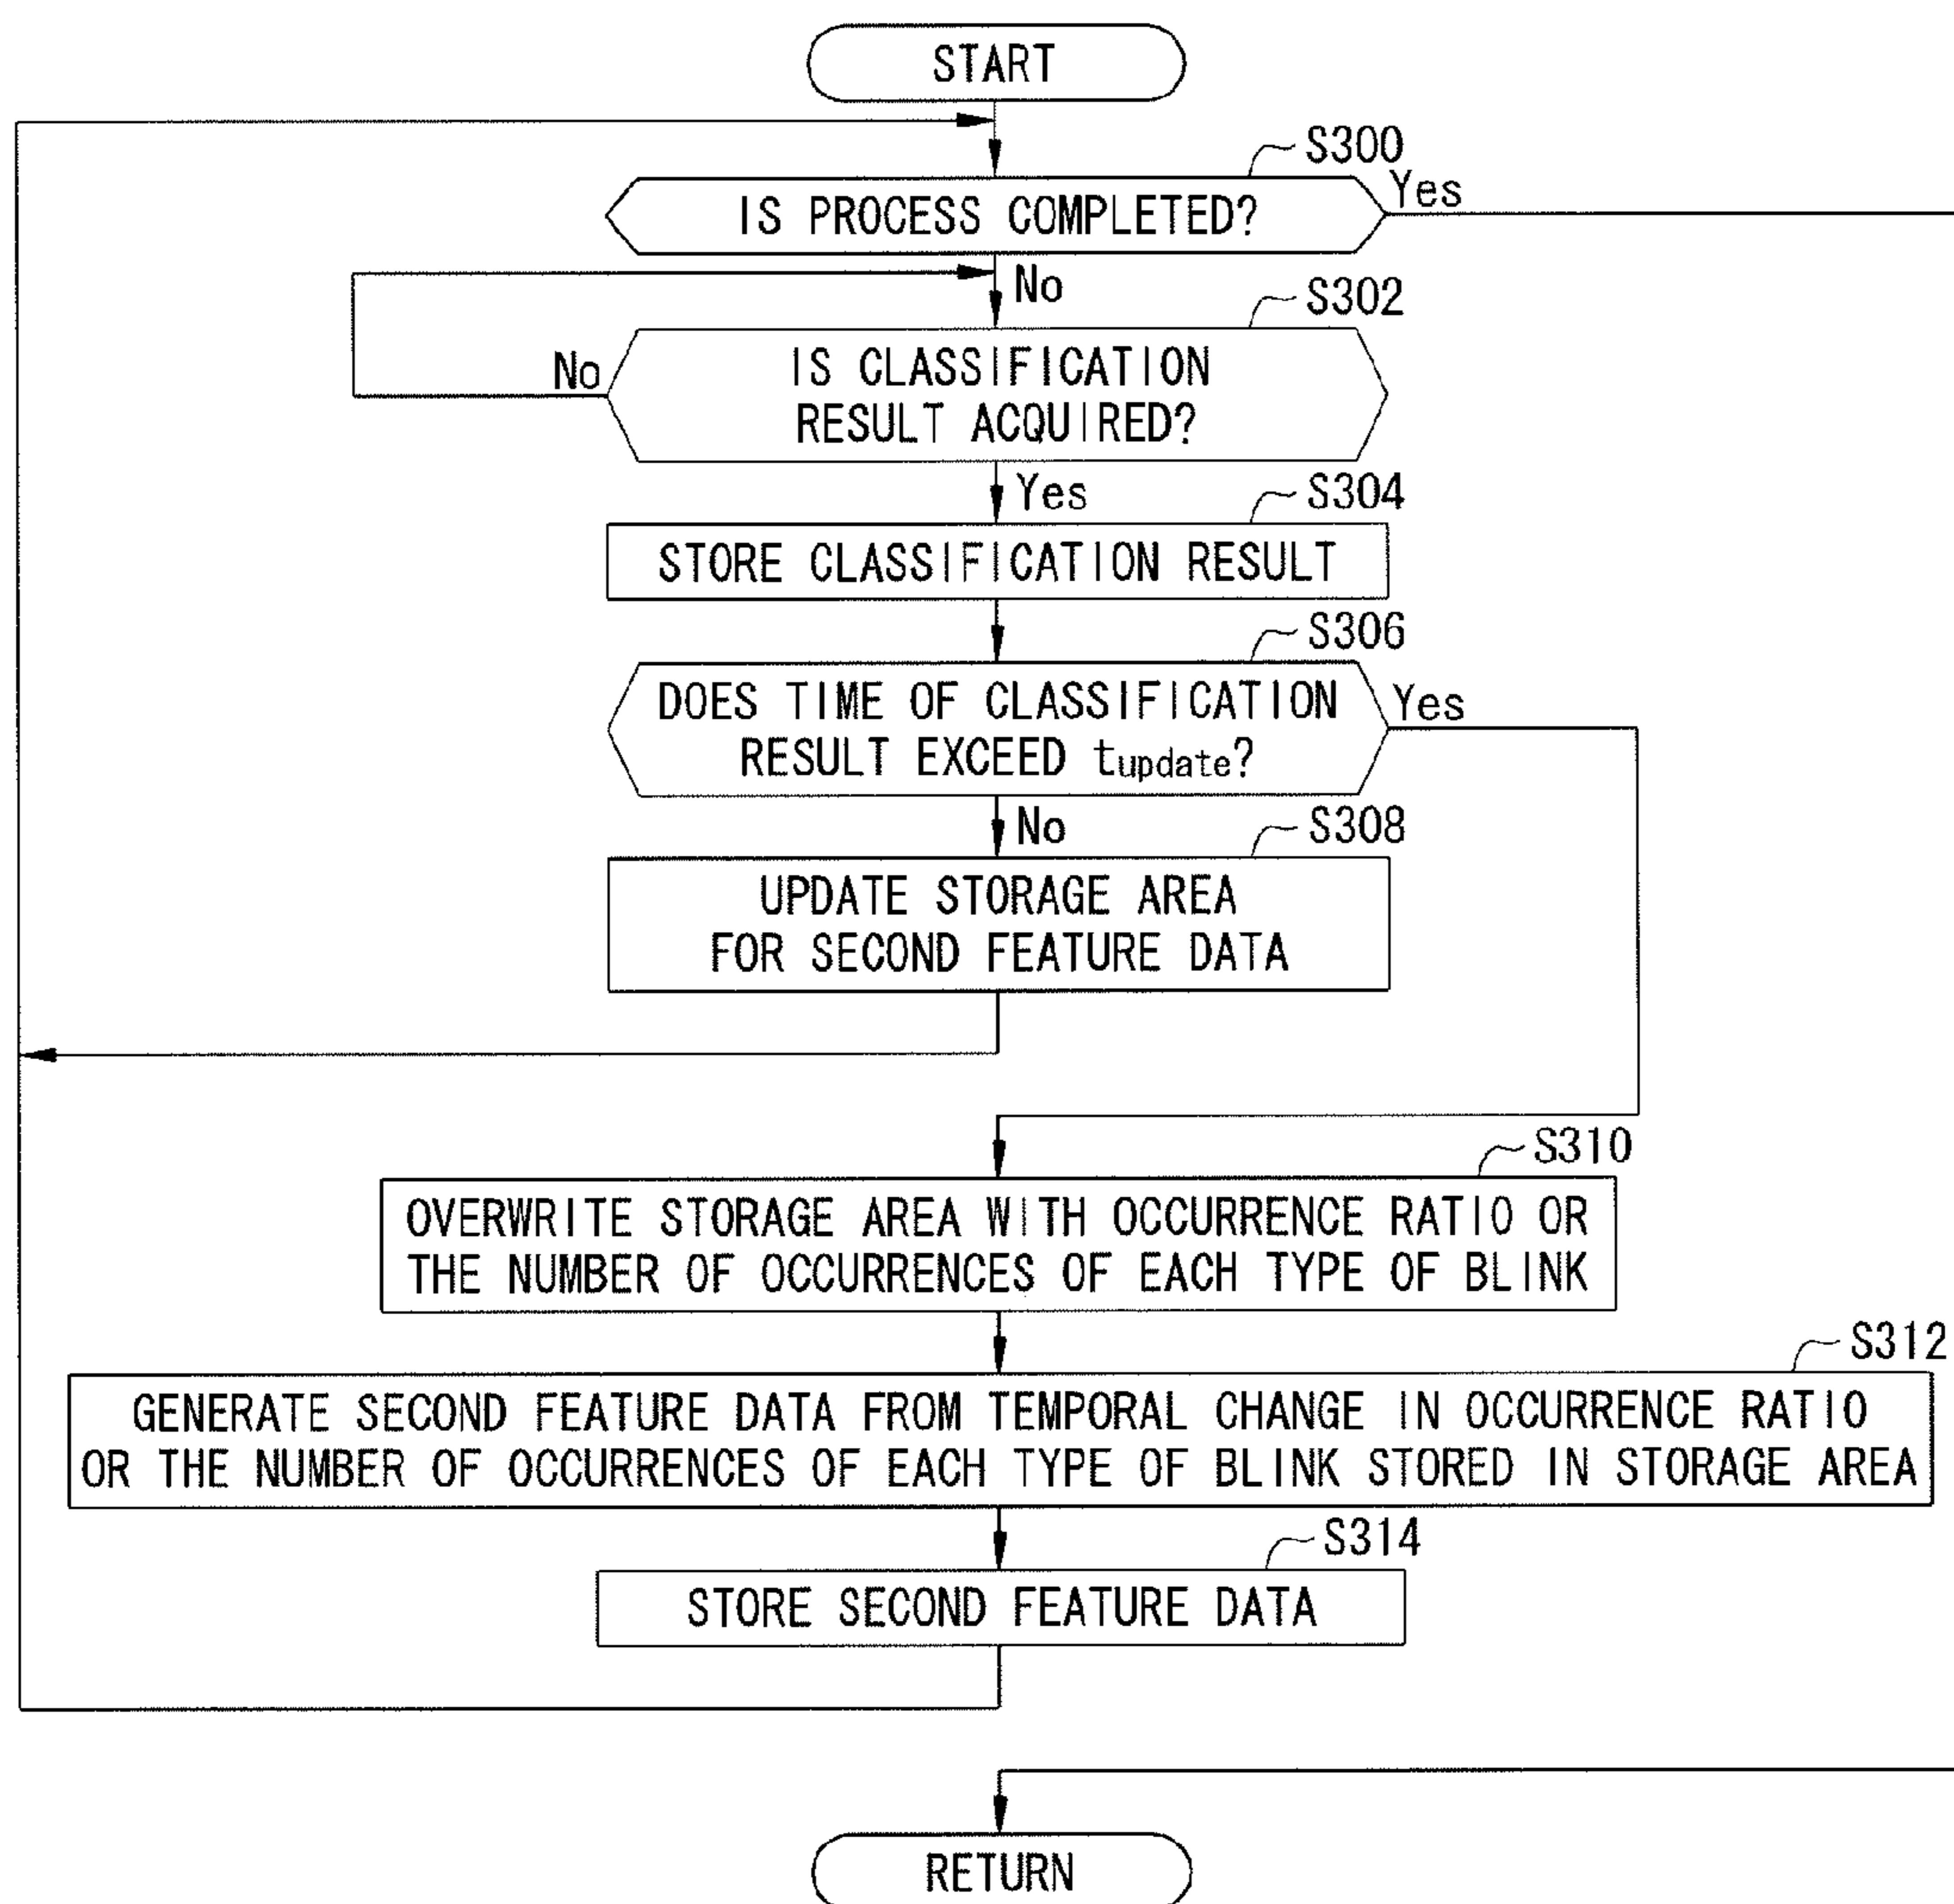 START
S300
IS PROCESS COMPLETED?
Yes
No
S302
IS CLASSIFICATION
RESULT ACQUIRED?
No
Yes
S304
STORE CLASSIFICATION RESULT
S306
DOES TIME OF CLASSIFICATION
RESULT EXCEED tupdate?
Yes
No
S308
UPDATE STORAGE AREA
FOR SECOND FEATURE DATA
S310
OVERWRITE STORAGE AREA WITH OCCURRENCE RATIO OR
THE NUMBER OF OCCURRENCES OF EACH TYPE OF BLINK
S312
GENERATE SECOND FEATURE DATA FROM TEMPORAL CHANGE IN OCCURRENCE RATIO
OR THE NUMBER OF OCCURRENCES OF EACH TYPE OF BLINK STORED IN STORAGE AREA
S314
STORE SECOND FEATURE DATA
RETURN